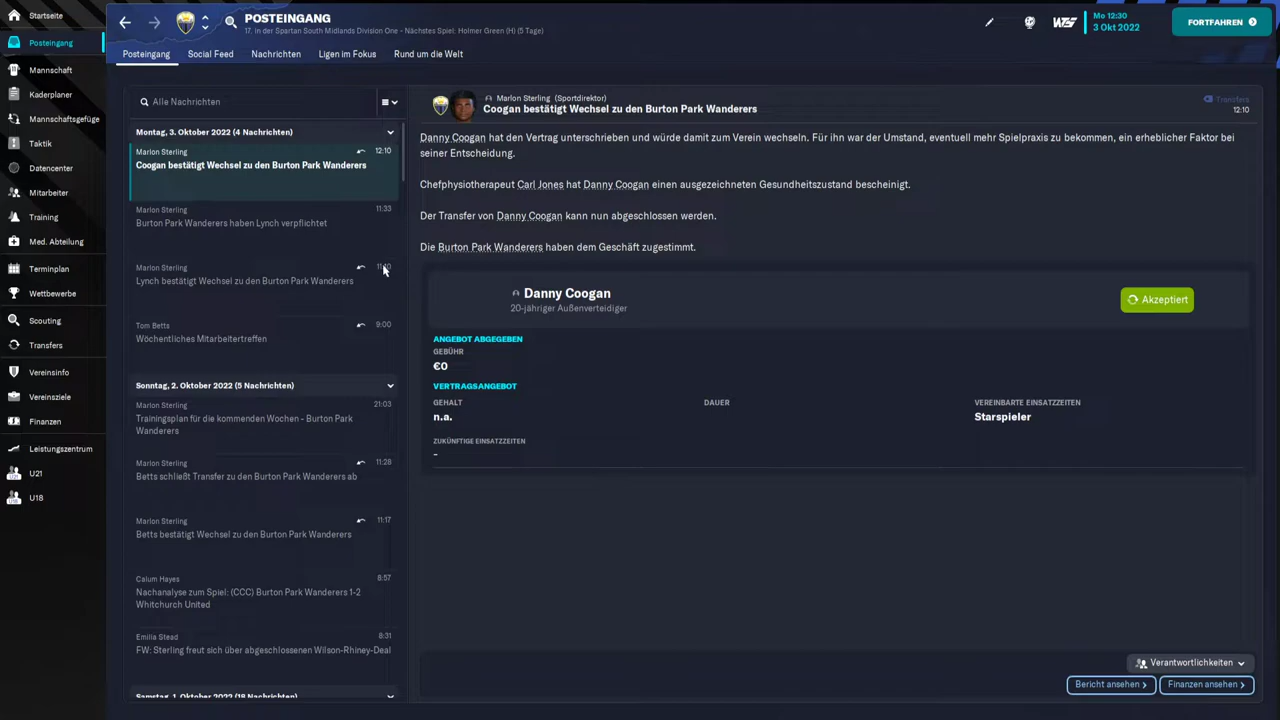 Startseite
Posteingang
Mannschaft
Kaderplaner
Mannschaftsgefüge
Taktik
Datencenter
Mitarbeiter
Training
Med. Abteilung
Terminplan
Wettbewerbe
Scouting
Transfers
Vereinsinfo
Vereinsziele
Finanzen
Leistungszentrum
U21
U18
POSTEINGANG
17. in der Spartan South Midlands Division One - Nächstes Spiel: Holmer Green (H) (5 Tage)
Mo 12:30
3 Okt 2022
FORTFAHREN
Posteingang Social Feed Nachrichten Ligen im Fokus Rund um die Welt
Alle Nachrichten
Montag, 3. Oktober 2022 (4 Nachrichten)
Marlon Sterling 12:10
Coogan bestätigt Wechsel zu den Burton Park Wanderers
Marlon Sterling 11:33
Burton Park Wanderers haben Lynch verpflichtet
Marlon Sterling
Lynch bestätigt Wechsel zu den Burton Park Wanderers
Tom Betts 9:00
Wöchentliches Mitarbeitertreffen
Sonntag, 2. Oktober 2022 (5 Nachrichten)
Marlon Sterling 21:03
Trainingsplan für die kommenden Wochen - Burton Park
Wanderers
Marlon Sterling 11:28
Betts schließt Transfer zu den Burton Park Wanderers ab
Marlon Sterling 11:17
Betts bestätigt Wechsel zu den Burton Park Wanderers
Calum Hayes 8:57
Nachanalyse zum Spiel: (CCC) Burton Park Wanderers 1-2
Whitchurch United
Emilia Stead 8:31
FW: Sterling freut sich über abgeschlossenen Wilson-Rhiney-Deal
Samstag, 1. Oktober 2022 (18 Nachrichten)
Marlon Sterling (Sportdirektor)
Coogan bestätigt Wechsel zu den Burton Park Wanderers
Transfers
12:10
Danny Coogan hat den Vertrag unterschrieben und würde damit zum Verein wechseln. Für ihn war der Umstand, eventuell mehr Spielpraxis zu bekommen, ein erheblicher Faktor bei
seiner Entscheidung.
Chefphysiotherapeut Carl Jones hat Danny Coogan einen ausgezeichneten Gesundheitszustand bescheinigt.
Der Transfer von Danny Coogan kann nun abgeschlossen werden.
Die Burton Park Wanderers haben dem Geschäft zugestimmt.
Danny Coogan
20-jähriger Außenverteidiger
Akzeptiert
ANGEBOT ABGEGEBEN
GEBÜHR
€0
VERTRAGSANGEBOT
GEHALT DAUER VEREINBARTE EINSATZZEITEN
n.a. Starspieler
ZUKÜNFTIGE EINSATZZEITEN
-
Verantwortlichkeiten
Bericht ansehen Finanzen ansehen